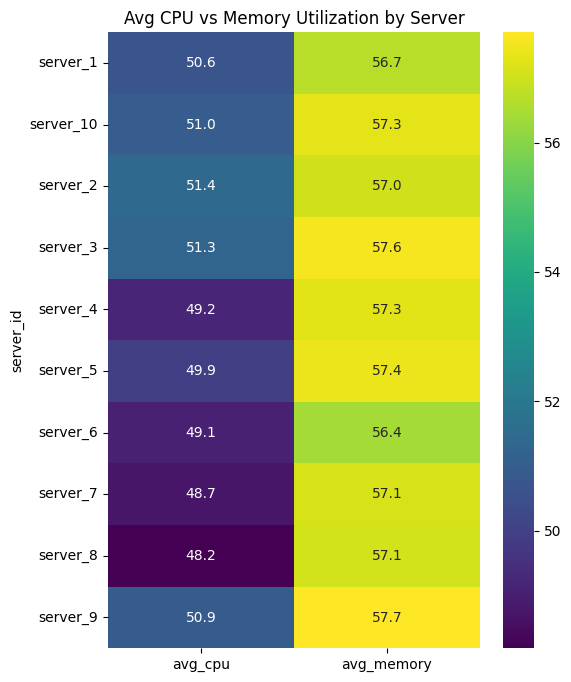 Avg CPU vs Memory Utilization by Server
server_id
server_1 50.6 56.7
server_10 51.0 57.3
server_2 51.4 57.0
server_3 51.3 57.6
server_4 49.2 57.3
server_5 49.9 57.4
server_6 49.1 56.4
server_7 48.7 57.1
server_8 48.2 57.1
server_9 50.9 57.7
avg_cpu avg_memory
56
54
52
50